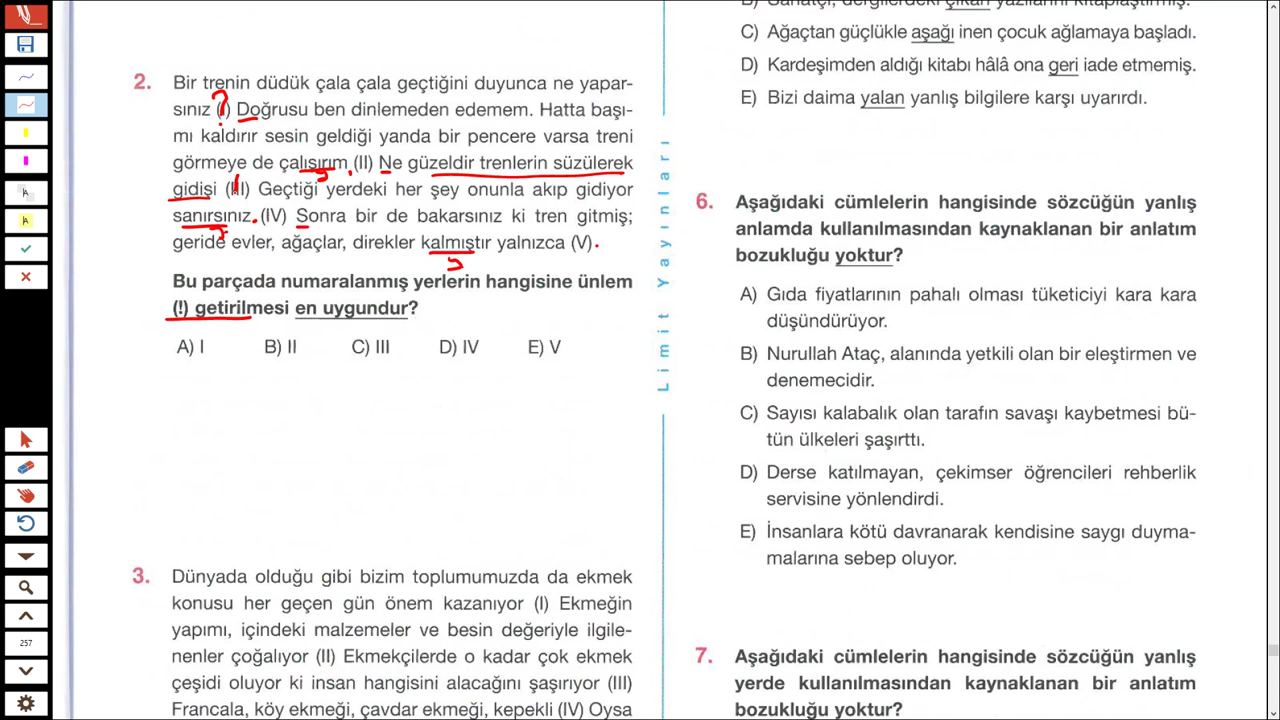 2. Bir trenin düdük çala çala geçtiğini duyunca ne yapar-
sınız (I) Doğrusu ben dinlemeden edemem. Hatta başı-
mı kaldırır sesin geldiği yanda bir pencere varsa treni
görmeye de çalışırım (II) Ne güzeldir trenlerin süzülerek
gidişi (III) Geçtiği yerdeki her şey onunla akıp gidiyor
sanırsınız (IV) Sonra bir de bakarsınız ki tren gitmiş;
geride evler, ağaçlar, direkler kalmıştır yalnızca (V)
Bu parçada numaralanmış yerlerin hangisine ünlem
(!) getirilmesi en uygundur?
A) I B) II C) III D) IV E) V
3. Dünyada olduğu gibi bizim toplumumuzda da ekmek
konusu her geçen gün önem kazanıyor (I) Ekmeğin
yapımı, içindeki malzemeler ve besin değeriyle ilgile-
nenler çoğalıyor (II) Ekmekçilerde o kadar çok ekmek
çeşidi oluyor ki insan hangisini alacağını şaşırıyor (III)
Francala, köy ekmeği, çavdar ekmeği, kepekli (IV) Oysa
Limit Yayınları
B) Sanatçı, dergilerdeki çıkan yazılarını kitaplaştırmış.
C) Ağaçtan güçlükle aşağı inen çocuk ağlamaya başladı.
D) Kardeşimden aldığı kitabı hâlâ ona geri iade etmemiş.
E) Bizi daima yalan yanlış bilgilere karşı uyarırdı.
6. Aşağıdaki cümlelerin hangisinde sözcüğün yanlış
anlamda kullanılmasından kaynaklanan bir anlatım
bozukluğu yoktur?
A) Gıda fiyatlarının pahalı olması tüketiciyi kara kara
düşündürüyor.
B) Nurullah Ataç, alanında yetkili olan bir eleştirmen ve
denemecidir.
C) Sayısı kalabalık olan tarafın savaşı kaybetmesi bü-
tün ülkeleri şaşırttı.
D) Derse katılmayan, çekimser öğrencileri rehberlik
servisine yönlendirdi.
E) İnsanlara kötü davranarak kendisine saygı duyma-
malarına sebep oluyor.
7. Aşağıdaki cümlelerin hangisinde sözcüğün yanlış
yerde kullanılmasından kaynaklanan bir anlatım
bozukluğu yoktur?
A
A
257